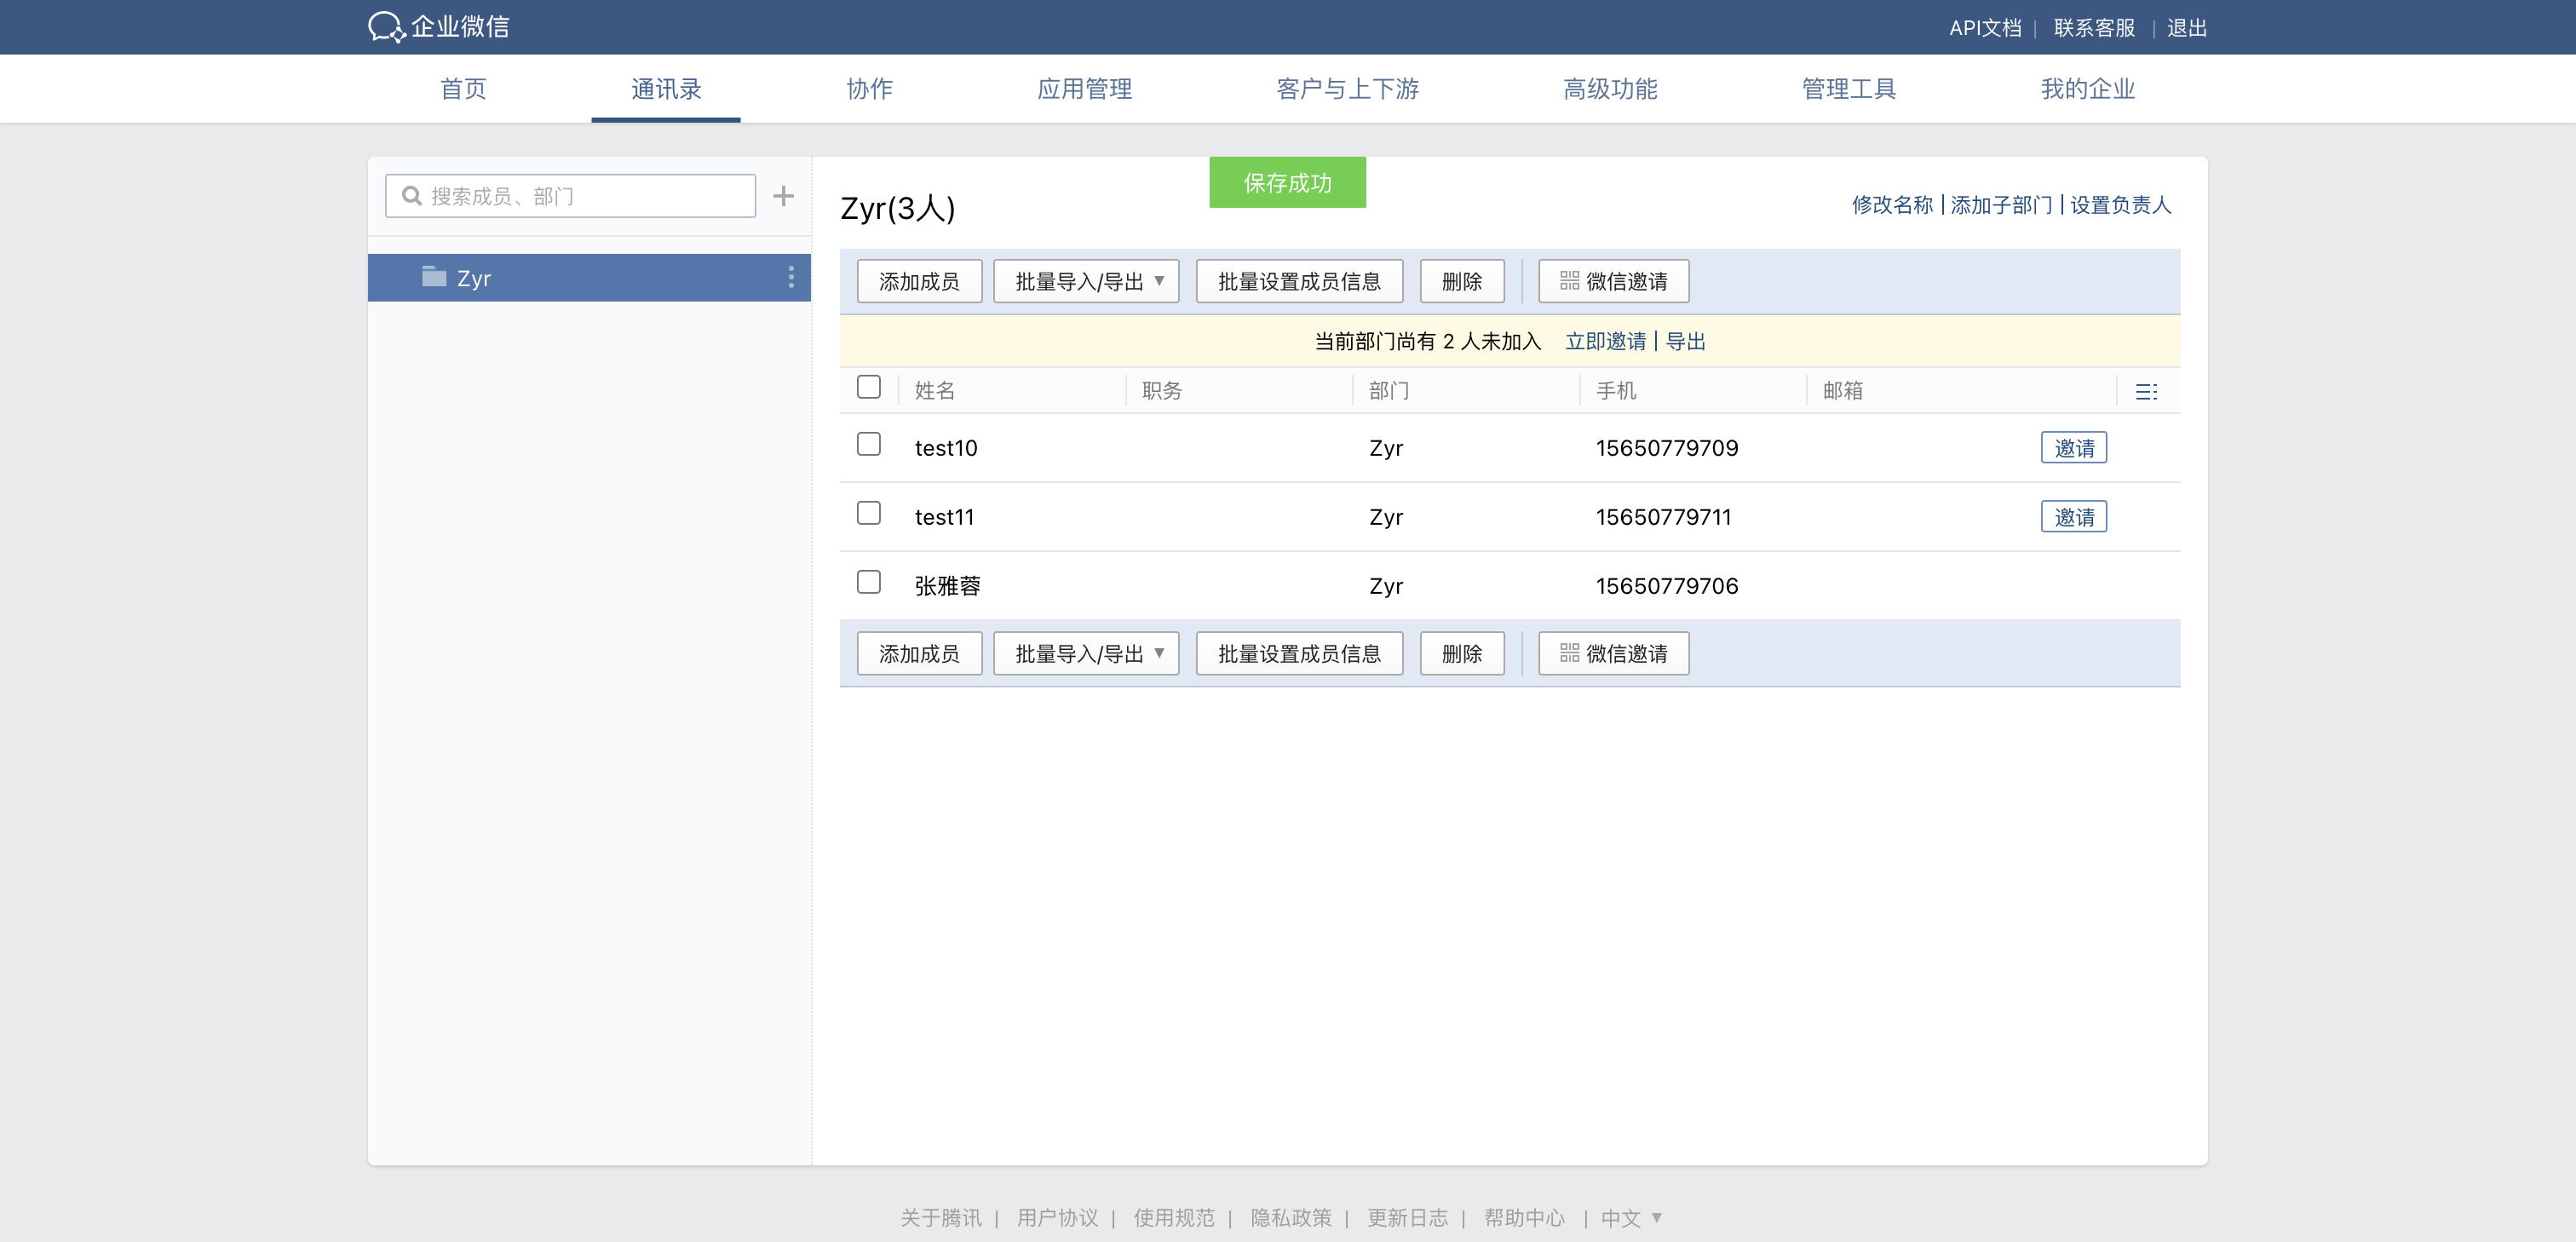 企业微信
API文档 | 联系客服 | 退出
首页 通讯录 协作 应用管理 客户与上下游 高级功能 管理工具 我的企业
搜索成员、部门
Zyr
保存成功
Zyr(3人)
修改名称 | 添加子部门 | 设置负责人
添加成员 批量导入/导出 批量设置成员信息 删除 微信邀请
当前部门尚有 2 人未加入 立即邀请 | 导出
姓名 职务 部门 手机 邮箱
test10 Zyr 15650779709 邀请
test11 Zyr 15650779711 邀请
张雅蓉 Zyr 15650779706
添加成员 批量导入/导出 批量设置成员信息 删除 微信邀请
关于腾讯 | 用户协议 | 使用规范 | 隐私政策 | 更新日志 | 帮助中心 | 中文